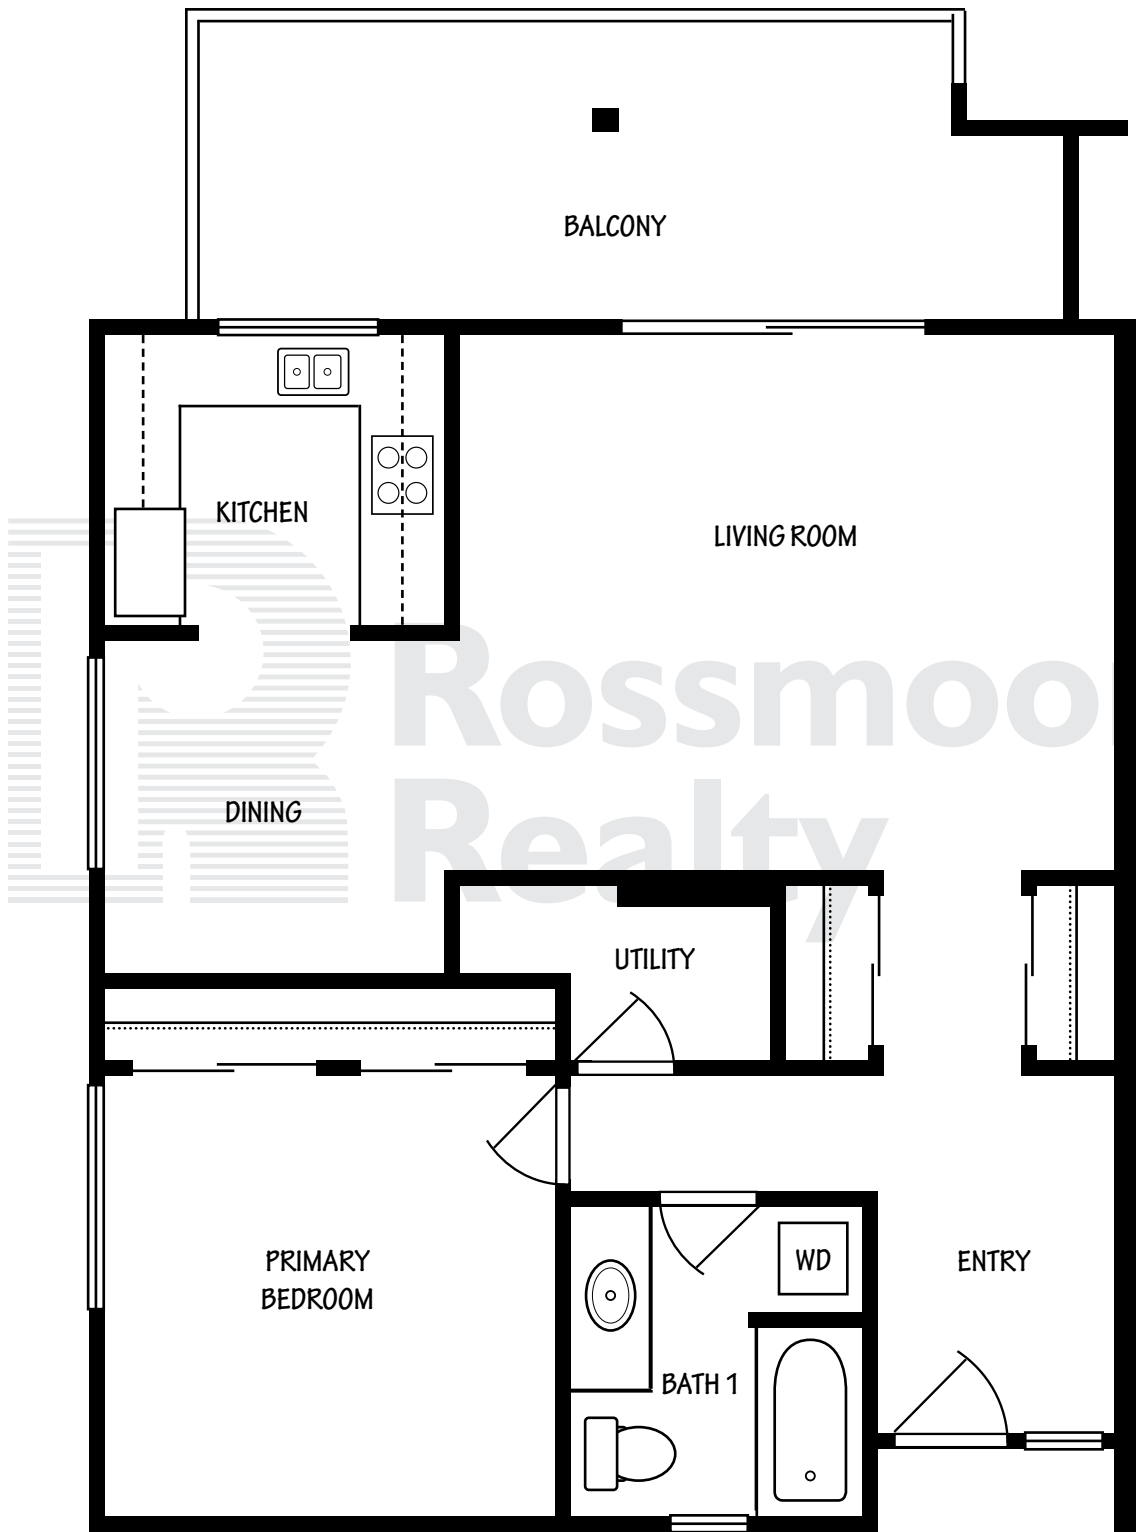 BALCONY
KITCHEN
LIVING ROOM
Rossmoor
Realty
DINING
UTILITY
PRIMARY
BEDROOM
WD
ENTRY
BATH 1